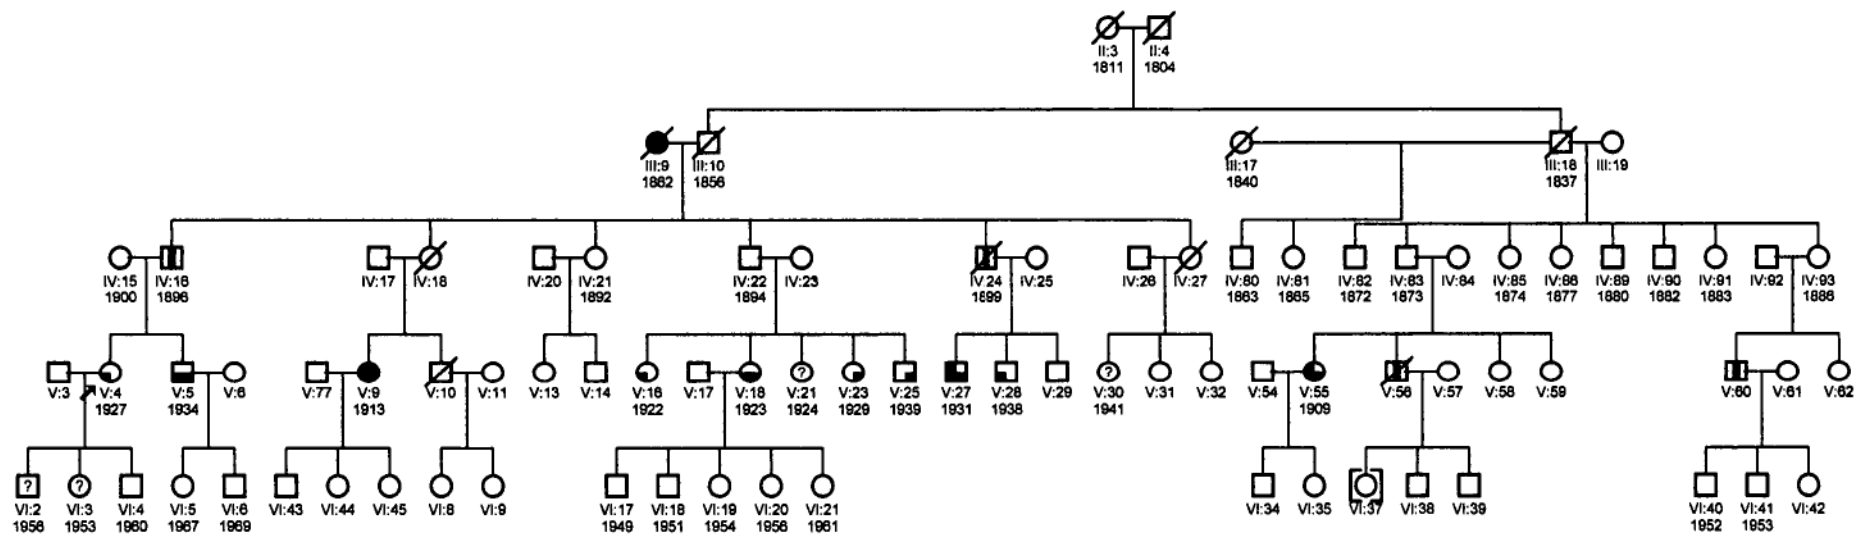 II:3 II:4
1811 1804
III:9 III:10 III:17 III:18 III:19
1862 1856 1840 1837
IV:15 IV:16 IV:17 IV:18 IV:20 IV:21 IV:22 IV:23 IV:24 IV:25 IV:26 IV:27 IV:80 IV:81 IV:82 IV:83 IV:84 IV:85 IV:86 IV:89 IV:90 IV:91 IV:92 IV:93
1900 1896 1892 1894 1899 1863 1865 1872 1873 1874 1877 1880 1882 1883 1886
? ?
V:3 V:4 V:5 V:6 V:77 V:9 V:10 V:11 V:13 V:14 V:16 V:17 V:18 V:21 V:23 V:25 V:27 V:28 V:29 V:30 V:31 V:32 V:54 V:55 V:56 V:57 V:58 V:59 V:60 V:61 V:62
1927 1934 1913 1922 1923 1924 1929 1939 1931 1938 1941 1909
? ?
VI:2 VI:3 VI:4 VI:5 VI:6 VI:43 VI:44 VI:45 VI:8 VI:9 VI:17 VI:18 VI:19 VI:20 VI:21 VI:34 VI:35 VI:37 VI:38 VI:39 VI:40 VI:41 VI:42
1956 1953 1960 1967 1969 1949 1951 1954 1956 1961 1952 1953